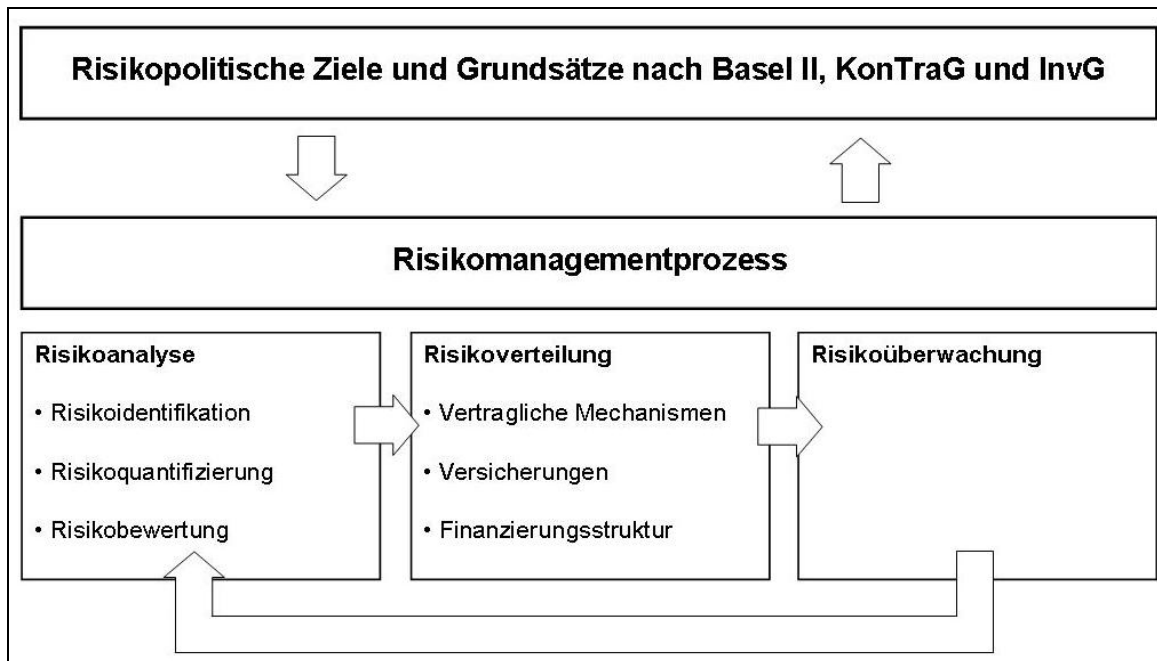 Risikopolitische Ziele und Grundsätze nach Basel II, KonTraG und InvG
Risikomanagementprozess
Risikoanalyse
• Risikoidentifikation
• Risikoquantifizierung
• Risikobewertung
Risikoverteilung
• Vertragliche Mechanismen
• Versicherungen
• Finanzierungsstruktur
Risikoüberwachung